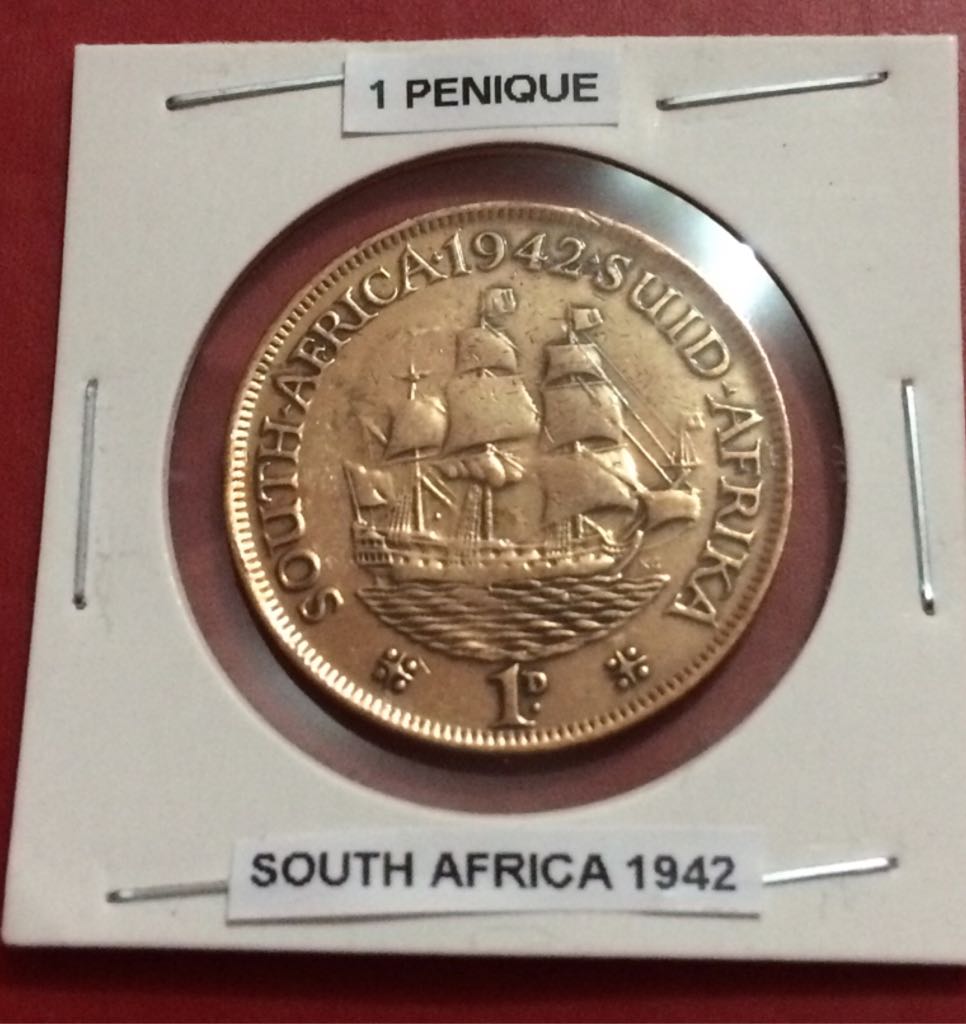 1 PENIQUE
SOUTH·AFRICA·1942·SUID·AFRIKA
1D.
SOUTH AFRICA 1942